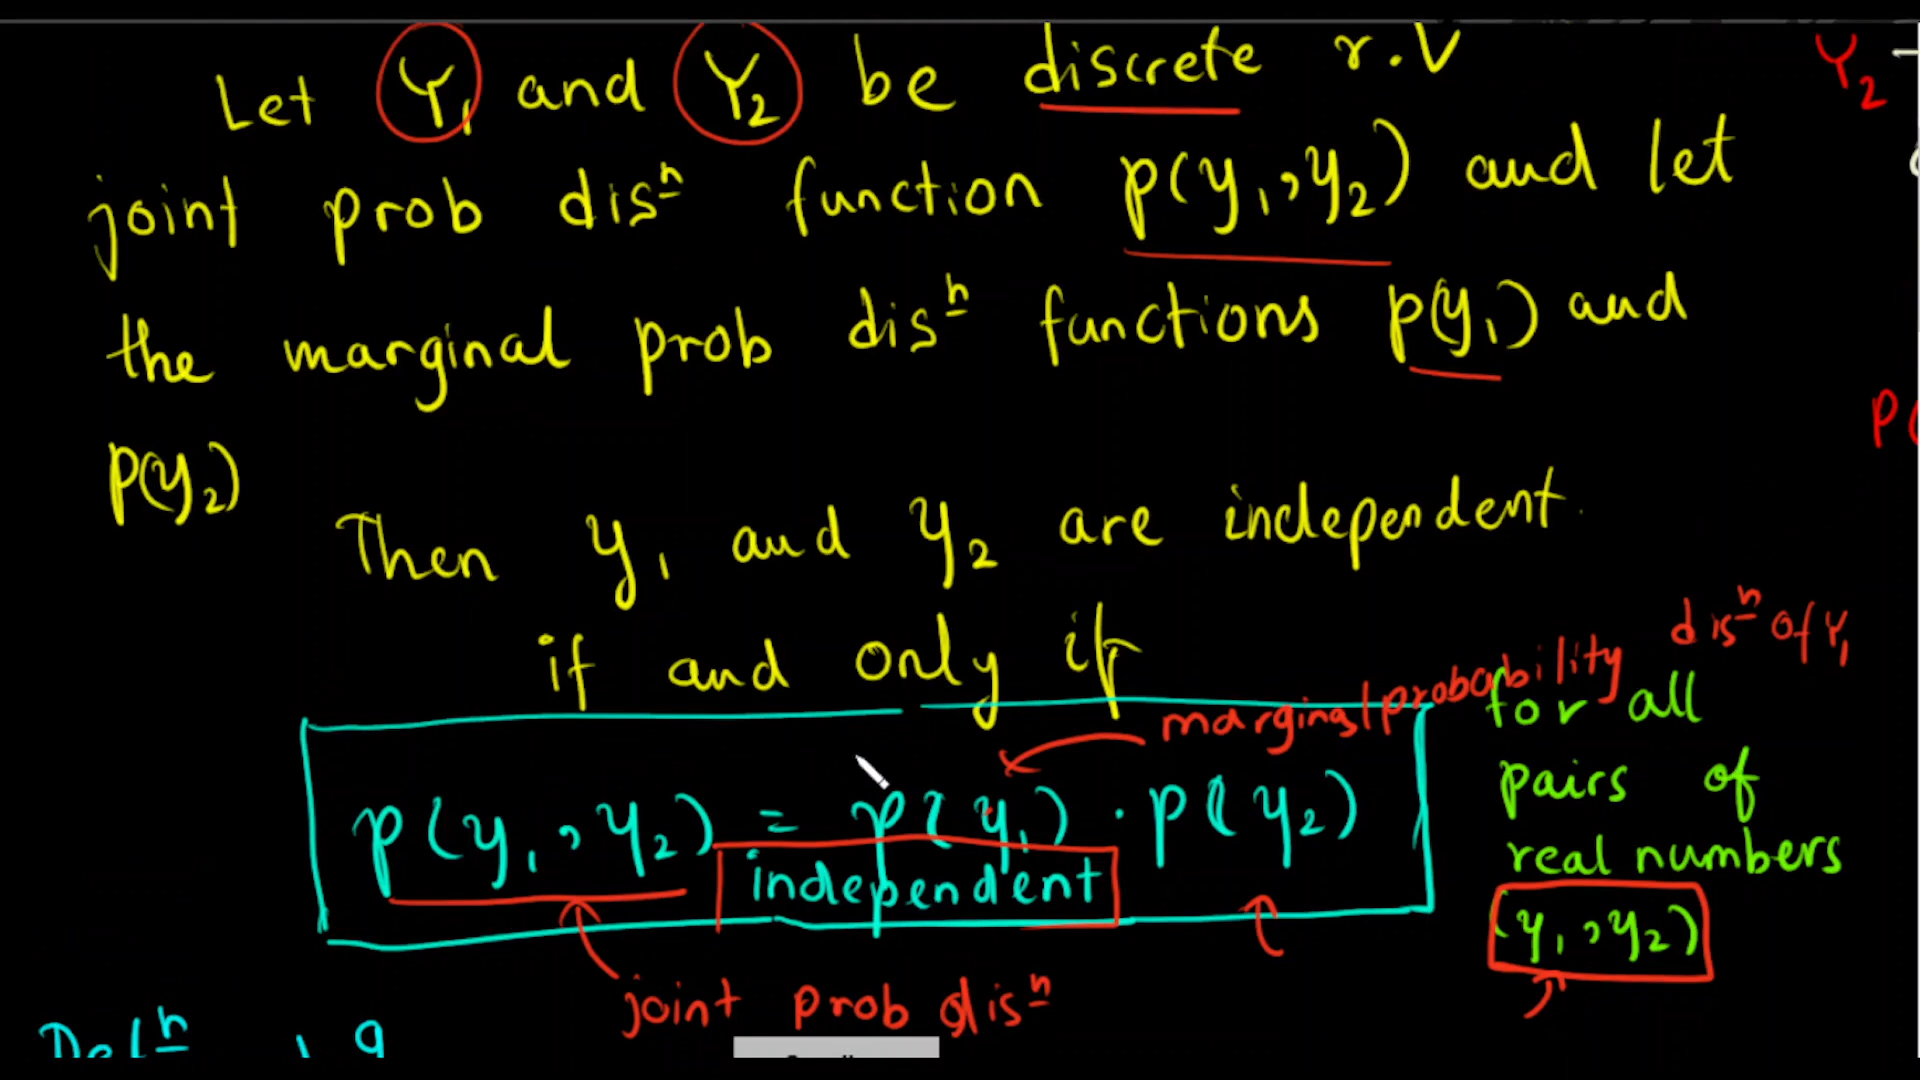 Let Y₁ and Y₂ be discrete r.v
joint prob disⁿ function p(y₁,y₂) and let
the marginal prob disⁿ functions p(y₁) and
p(y₂)
Then y₁ and y₂ are independent.
if and only if
marginal probability disⁿ of Y₁
p(y₁,y₂) = p(y₁) · p(y₂)
independent
joint prob disⁿ
for all
pairs of
real numbers
(y₁,y₂)
Y₂
P(